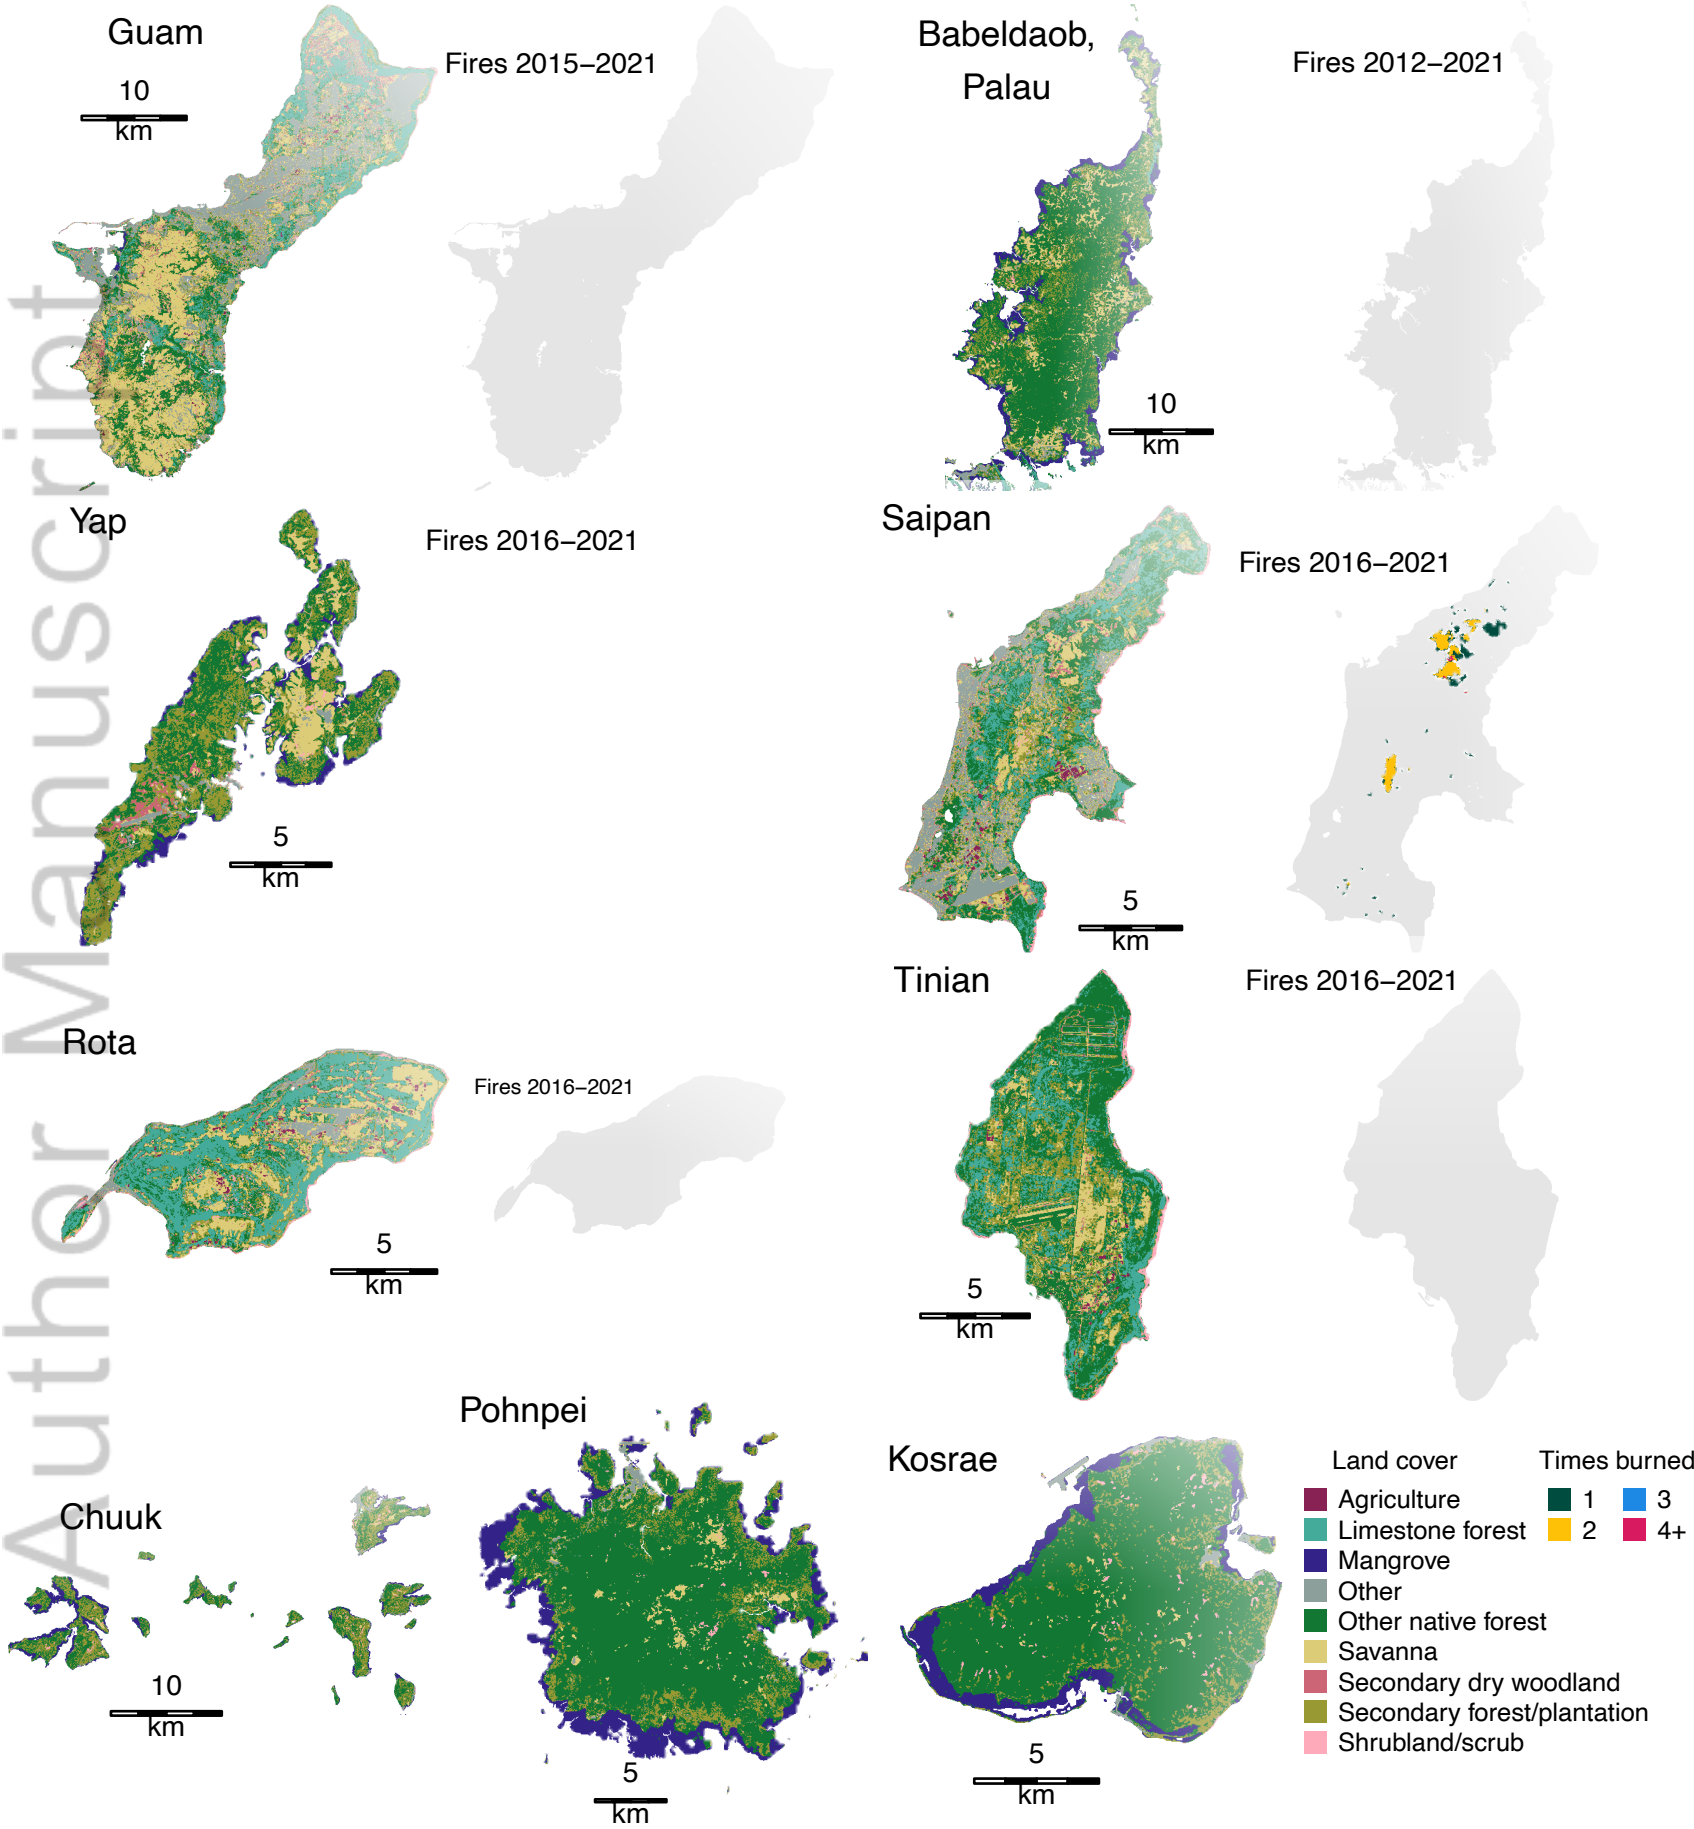 Guam
10
km
Fires 2015–2021
Babeldaob,
Palau
10
km
Fires 2012–2021
Yap
5
km
Fires 2016–2021
Saipan
5
km
Fires 2016–2021
Rota
5
km
Fires 2016–2021
Tinian
5
km
Fires 2016–2021
Chuuk
10
km
Pohnpei
5
km
Kosrae
5
km
Land cover
Agriculture
Limestone forest
Mangrove
Other
Other native forest
Savanna
Secondary dry woodland
Secondary forest/plantation
Shrubland/scrub
Times burned
1 3
2 4+
Author Manuscript